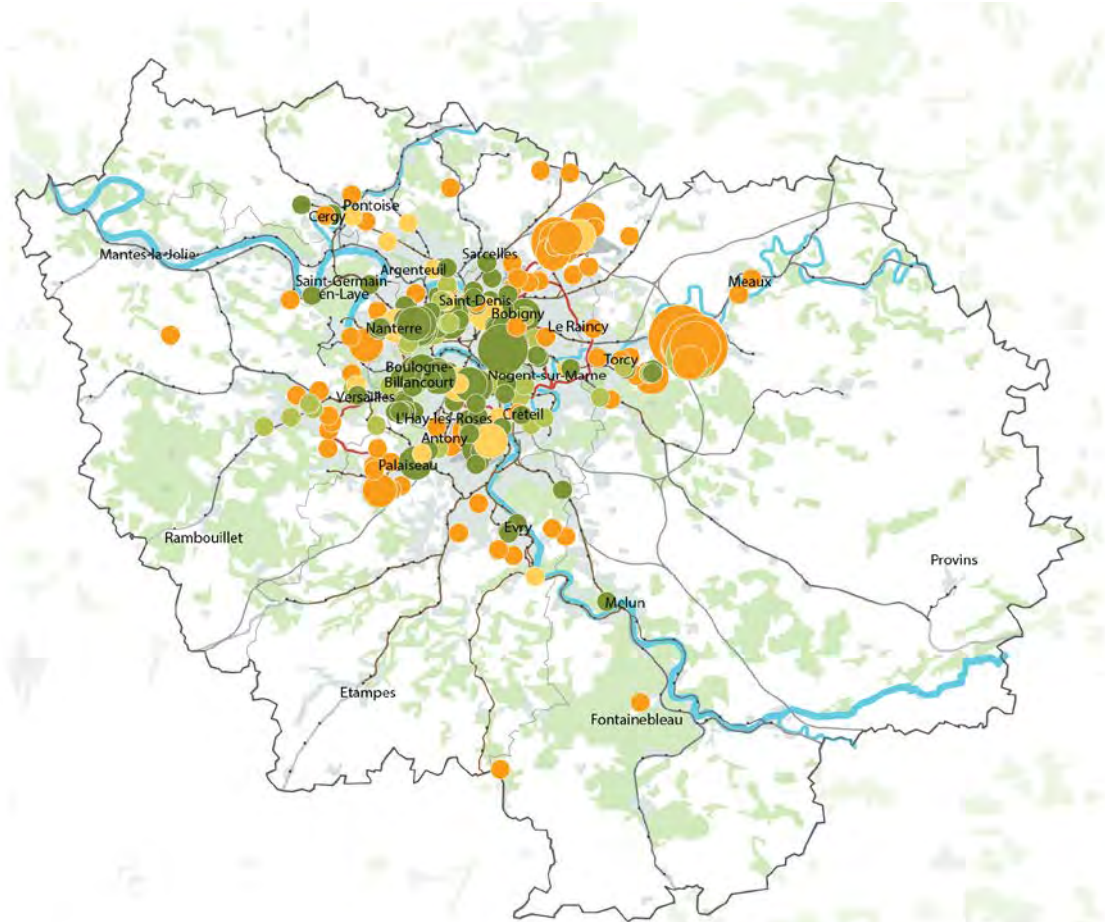 Pontoise
Cergy
Mantes-la-Jolie
Sarcelles
Argenteuil
Saint-Germain-
en-Laye
Meaux
Saint-Denis
Bobigny
Nanterre
Le Raincy
Torcy
Boulogne-
Billancourt
Nogent-sur-Marne
Versailles
L'Hay-les-Roses
Créteil
Antony
Palaiseau
Evry
Rambouillet
Provins
Melun
Etampes
Fontainebleau